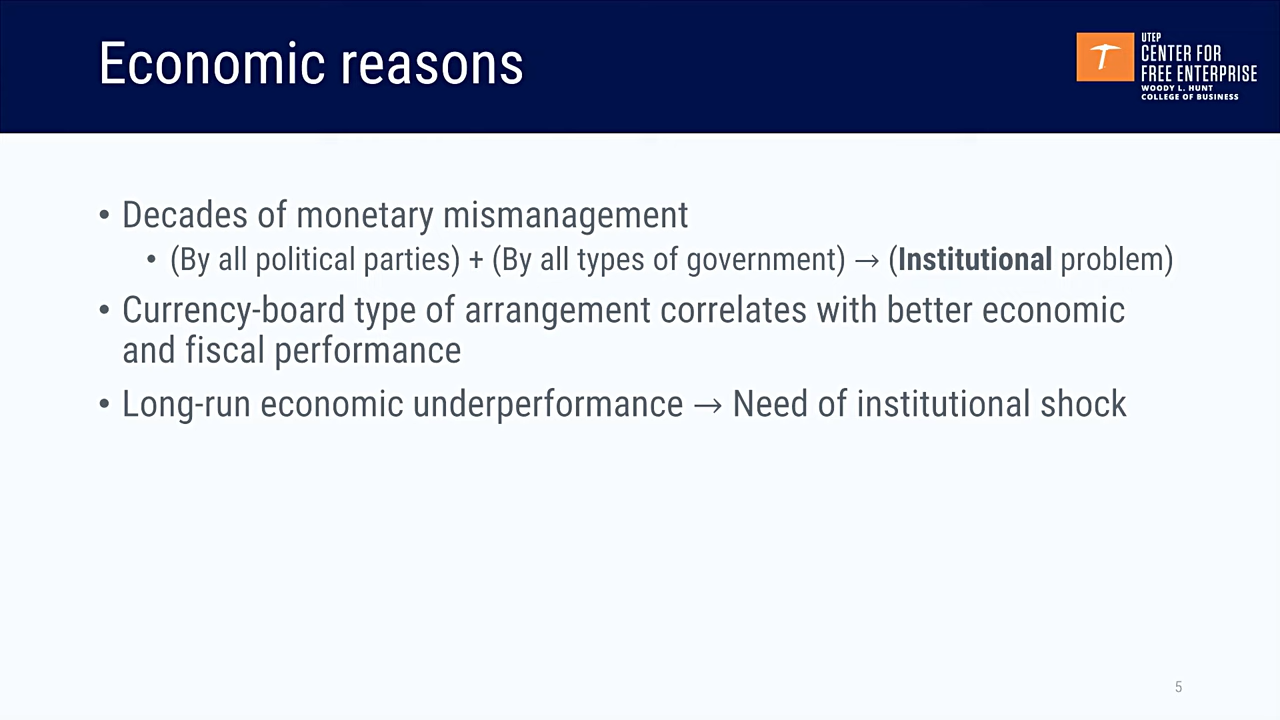 Economic reasons
UTEP
CENTER FOR
FREE ENTERPRISE
WOODY L. HUNT
COLLEGE OF BUSINESS
• Decades of monetary mismanagement
• (By all political parties) + (By all types of government) → (Institutional problem)
• Currency-board type of arrangement correlates with better economic
and fiscal performance
• Long-run economic underperformance → Need of institutional shock
5